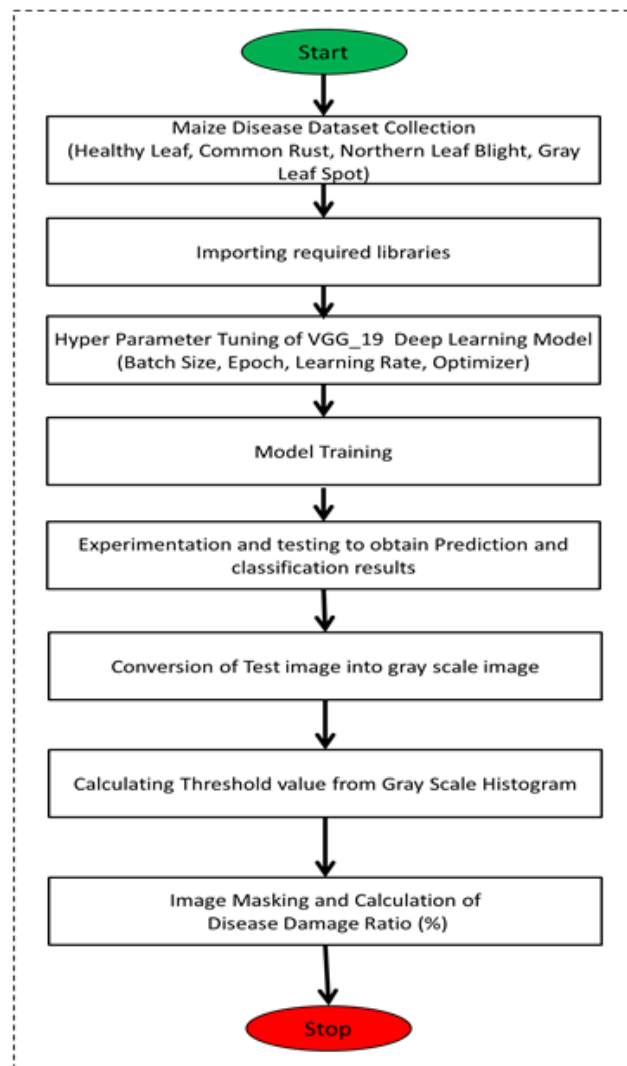 Start
Maize Disease Dataset Collection
(Healthy Leaf, Common Rust, Northern Leaf Blight, Gray
Leaf Spot)
Importing required libraries
Hyper Parameter Tuning of VGG_19 Deep Learning Model
(Batch Size, Epoch, Learning Rate, Optimizer)
Model Training
Experimentation and testing to obtain Prediction and
classification results
Conversion of Test image into gray scale image
Calculating Threshold value from Gray Scale Histogram
Image Masking and Calculation of
Disease Damage Ratio (%)
Stop